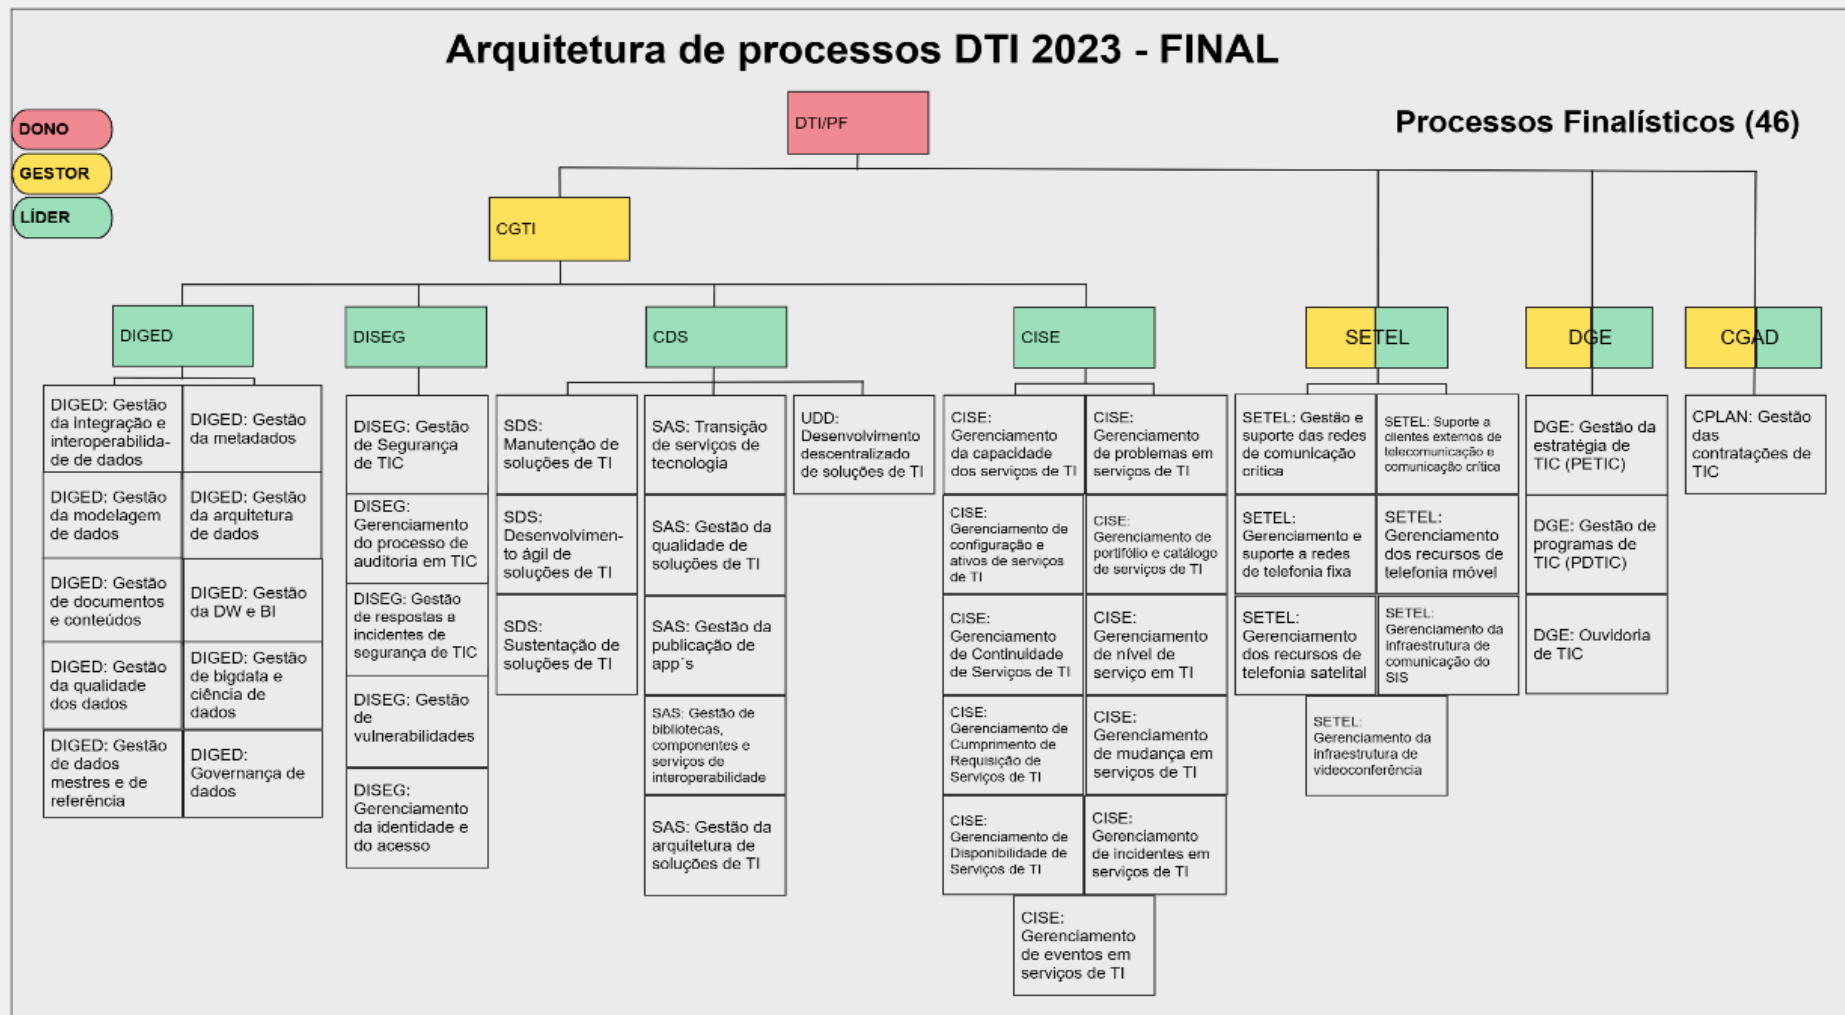 Arquitetura de processos DTI 2023 - FINAL
DONO
GESTOR
LÍDER
DTI/PF
Processos Finalísticos (46)
CGTI
DIGED
DISEG
CDS
CISE
SETEL
DGE
CGAD
DIGED: Gestão
da Integração e
interoperabilida-
de de dados
DIGED: Gestão
da metadados
DIGED: Gestão
da modelagem
de dados
DIGED: Gestão
da arquitetura
de dados
DIGED: Gestão
de documentos
e conteúdos
DIGED: Gestão
da DW e BI
DIGED: Gestão
da qualidade
dos dados
DIGED: Gestão
de bigdata e
ciência de
dados
DIGED: Gestão
de dados
mestres e de
referência
DIGED:
Governança de
dados
DISEG: Gestão
de Segurança
de TIC
DISEG:
Gerenciamento
do processo de
auditoria em TIC
DISEG: Gestão
de respostas a
incidentes de
segurança de TIC
DISEG: Gestão
de
vulnerabilidades
DISEG:
Gerenciamento
da identidade e
do acesso
SDS:
Manutenção de
soluções de TI
SDS:
Desenvolvimen-
to ágil de
soluções de TI
SDS:
Sustentação de
soluções de TI
SAS: Transição
de serviços de
tecnologia
SAS: Gestão da
qualidade de
soluções de TI
SAS: Gestão da
publicação de
app´s
SAS: Gestão de
bibliotecas,
componentes e
serviços de
interoperabilidade
SAS: Gestão da
arquitetura de
soluções de TI
UDD:
Desenvolvimento
descentralizado
de soluções de TI
CISE:
Gerenciamento
da capacidade
dos serviços de TI
CISE:
Gerenciamento
de problemas em
serviços de TI
CISE:
Gerenciamento de
configuração e
ativos de serviços
de TI
CISE:
Gerenciamento de
portifólio e catálogo
de serviços de TI
CISE:
Gerenciamento
de Continuidade
de Serviços de TI
CISE:
Gerenciamento
de nível de
serviço em TI
CISE:
Gerenciamento de
Cumprimento de
Requisição de
Serviços de TI
CISE:
Gerenciamento
de mudança em
serviços de TI
CISE:
Gerenciamento de
Disponibilidade de
Serviços de TI
CISE:
Gerenciamento
de incidentes em
serviços de TI
CISE:
Gerenciamento
de eventos em
serviços de TI
SETEL: Gestão e
suporte das redes
de comunicação
critica
SETEL: Suporte a
clientes externos de
telecomunicação e
comunicação crítica
SETEL:
Gerenciamento e
suporte a redes
de telefonia fixa
SETEL:
Gerenciamento
dos recursos de
telefonia móvel
SETEL:
Gerenciamento
dos recursos de
telefonia satelital
SETEL:
Gerenciamento da
infraestrutura de
comunicação do
SIS
SETEL:
Gerenciamento da
infraestrutura de
videoconferência
DGE: Gestão da
estratégia de
TIC (PETIC)
DGE: Gestão de
programas de
TIC (PDTIC)
DGE: Ouvidoria
de TIC
CPLAN: Gestão
das
contratações de
TIC